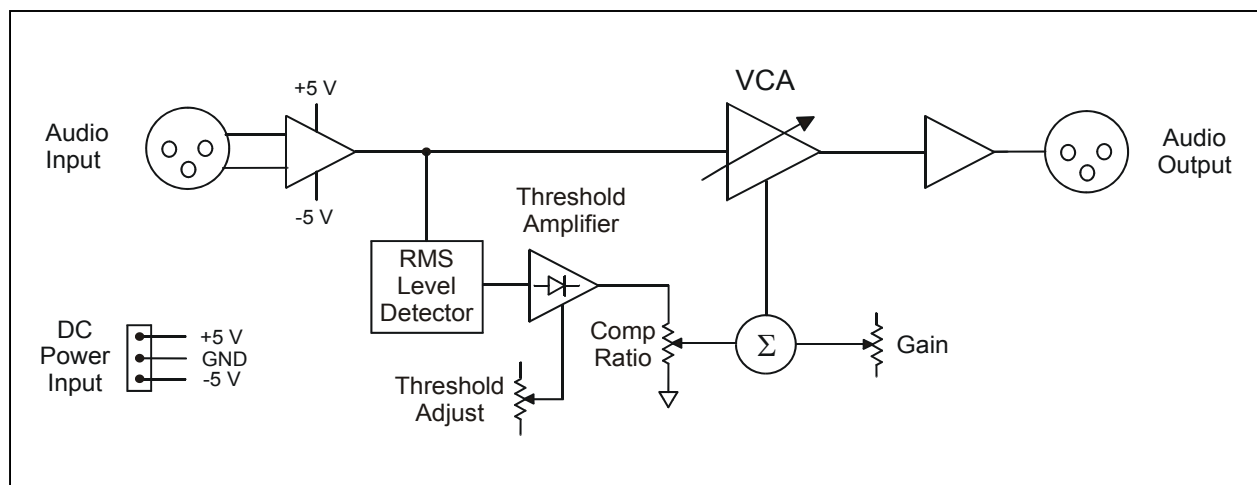 VCA
+5 V
Audio
Input
Audio
Output
-5 V
Threshold
Amplifier
RMS
Level
Detector
DC
Power
Input
+5 V
GND
-5 V
Comp
Ratio
Σ
Gain
Threshold
Adjust